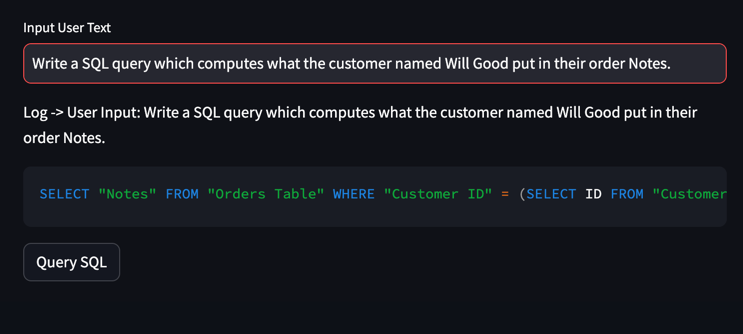 Input User Text
Write a SQL query which computes what the customer named Will Good put in their order Notes.
Log -> User Input: Write a SQL query which computes what the customer named Will Good put in their
order Notes.
SELECT "Notes" FROM "Orders Table" WHERE "Customer ID" = (SELECT ID FROM "Customer
Query SQL